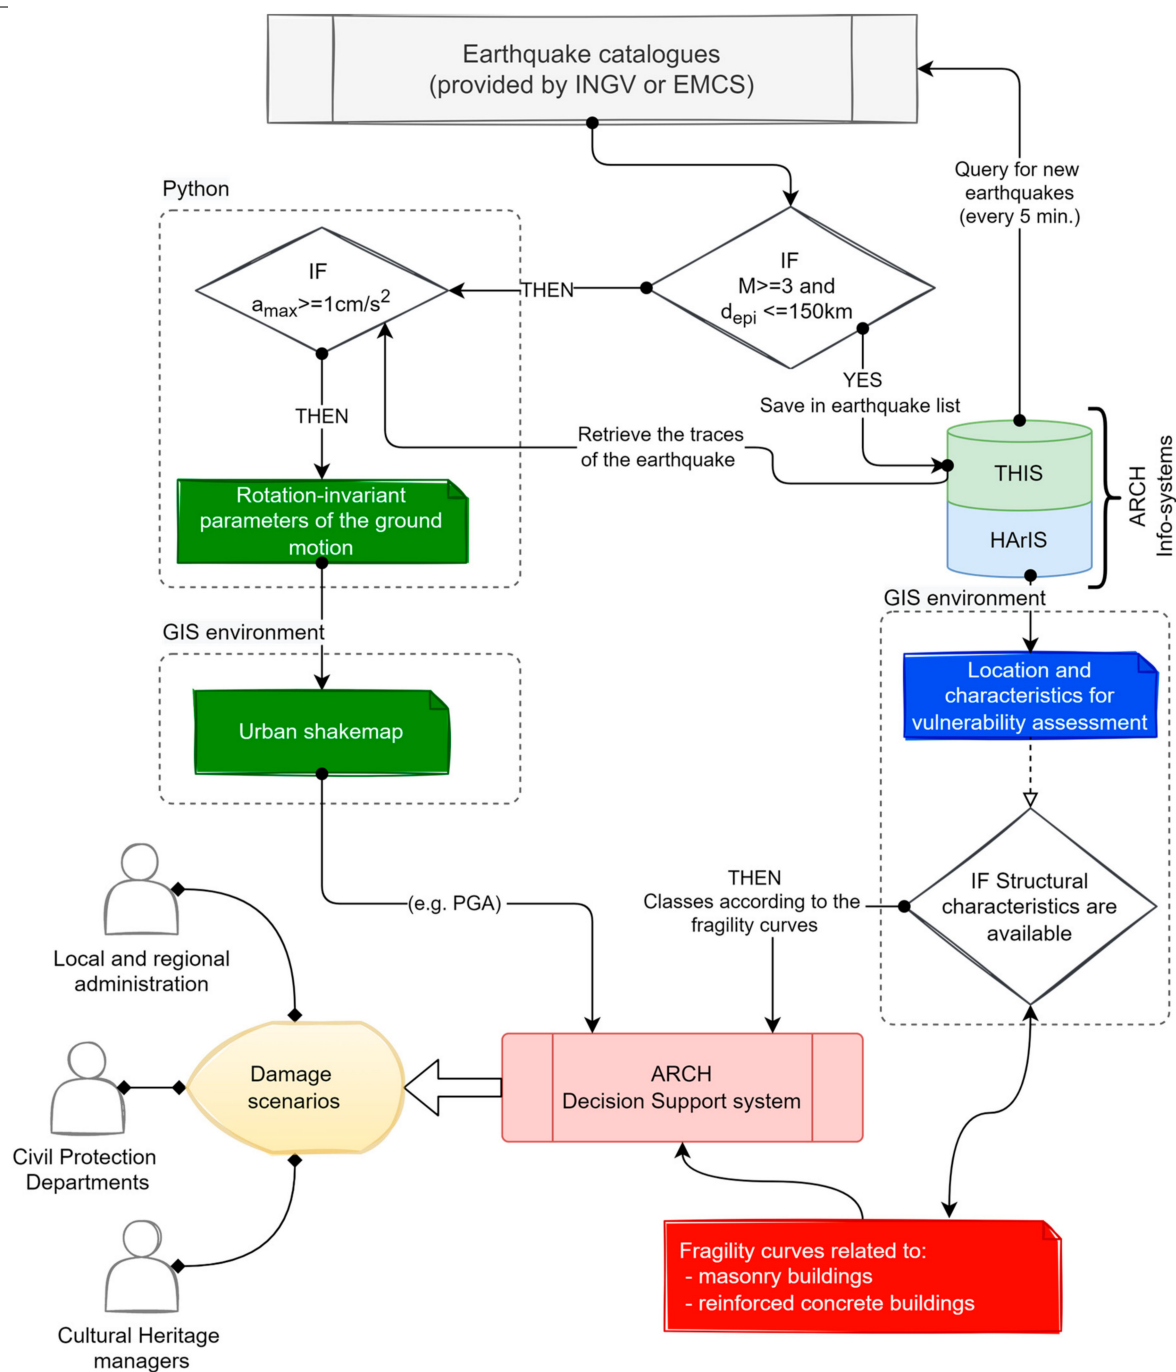 Earthquake catalogues
(provided by INGV or EMCS)
Query for new
earthquakes
(every 5 min.)
Python
IF
M>=3 and
d_epi <=150km
THEN
IF
a_max>=1cm/s^2
YES
Save in earthquake list
THEN
Retrieve the traces
of the earthquake
THIS
HArIS
ARCH
Info-systems
Rotation-invariant
parameters of the ground
motion
GIS environment
GIS environment
Location and
characteristics for
vulnerability assessment
Urban shakemap
THEN
Classes according to the
fragility curves
IF Structural
characteristics are
available
(e.g. PGA)
Local and regional
administration
Damage
scenarios
ARCH
Decision Support system
Civil Protection
Departments
Fragility curves related to:
- masonry buildings
- reinforced concrete buildings
Cultural Heritage
managers